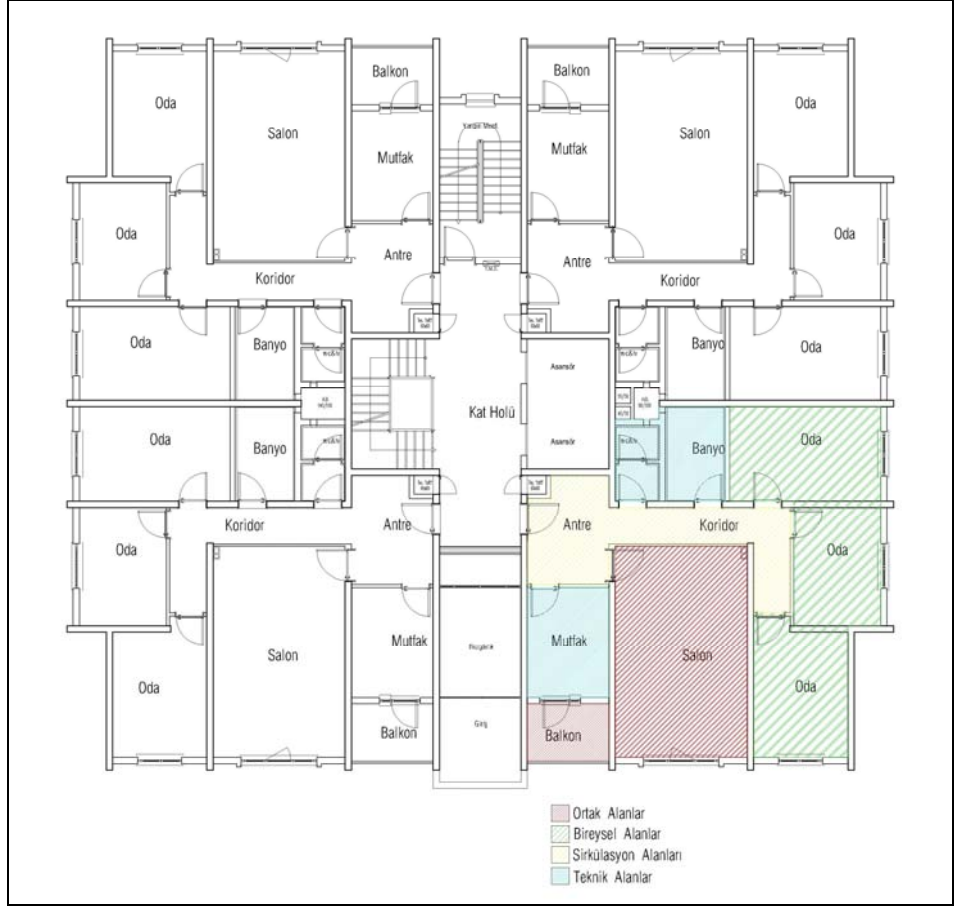 Balkon
Balkon
Oda
Salon
Salon
Oda
Mutfak
Mutfak
Oda
Antre
Antre
Oda
Koridor
Koridor
Oda
Banyo
Banyo
Oda
Asansör
Kat Holü
Asansör
Oda
Banyo
Banyo
Oda
Koridor
Antre
Antre
Koridor
Oda
Oda
Mutfak
Mutfak
Salon
Salon
Oda
Oda
Giriş
Balkon
Balkon
Ortak Alanlar
Bireysel Alanlar
Sirkülasyon Alanları
Teknik Alanlar